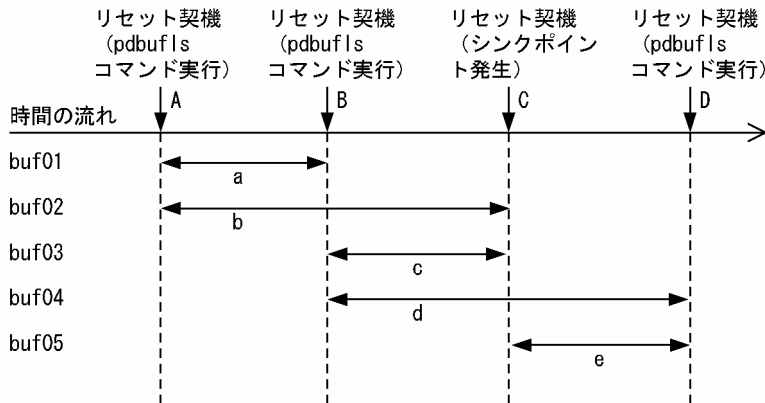 リセット契機
(pdbufls
コマンド実行)
リセット契機
(pdbufls
コマンド実行)
リセット契機
(シンクポイン
ト発生)
リセット契機
(pdbufls
コマンド実行)
A
B
C
D
時間の流れ
buf01
a
buf02
b
buf03
c
buf04
d
buf05
e